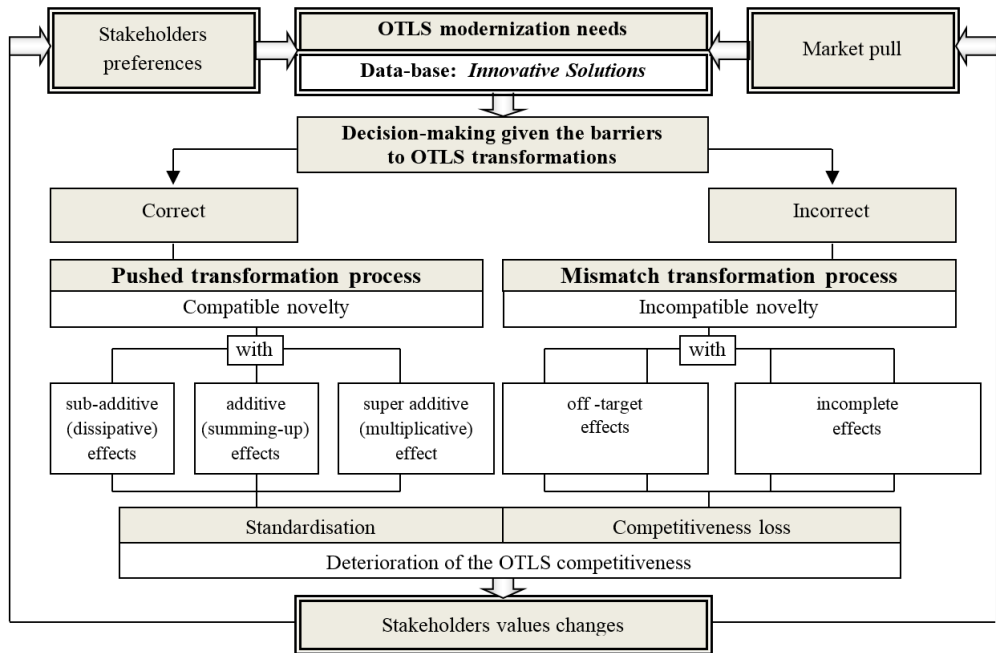 Stakeholders
preferences
OTLS modernization needs
Data-base: Innovative Solutions
Market pull
Decision-making given the barriers
to OTLS transformations
Correct
Incorrect
Pushed transformation process
Compatible novelty
Mismatch transformation process
Incompatible novelty
with
with
sub-additive
(dissipative)
effects
additive
(summing-up)
effects
super additive
(multiplicative)
effect
off -target
effects
incomplete
effects
Standardisation
Competitiveness loss
Deterioration of the OTLS competitiveness
Stakeholders values changes